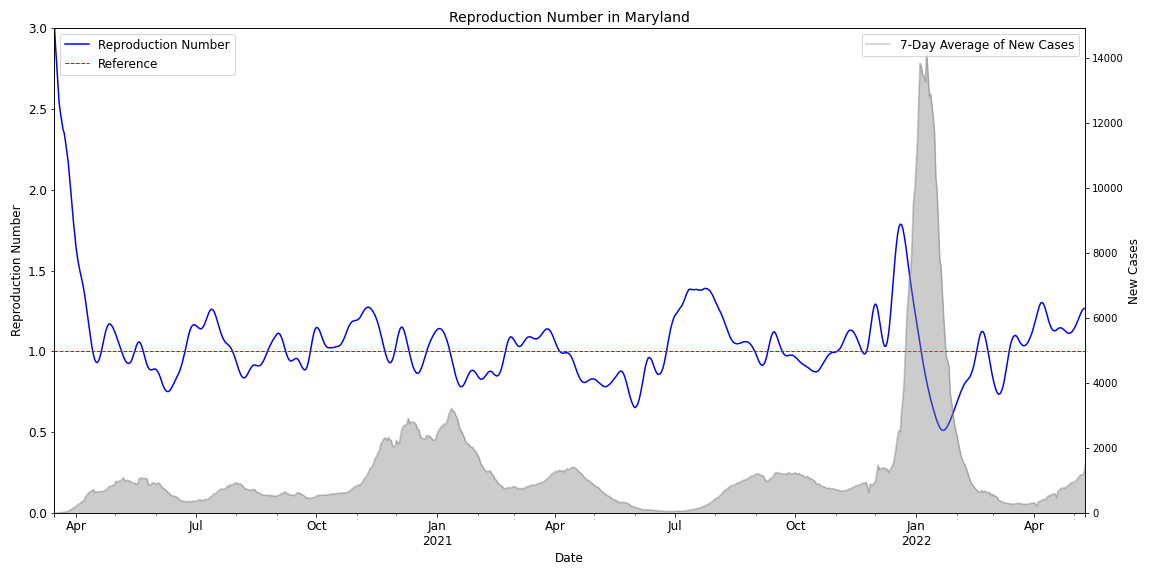 Reproduction Number in Maryland
Reproduction Number
Reference
7-Day Average of New Cases
3.0
2.5
2.0
1.5
1.0
0.5
0.0
Reproduction Number
14000
12000
10000
8000
6000
4000
2000
0
New Cases
Apr
Jul
Oct
Jan
2021
Apr
Jul
Oct
Jan
2022
Apr
Date